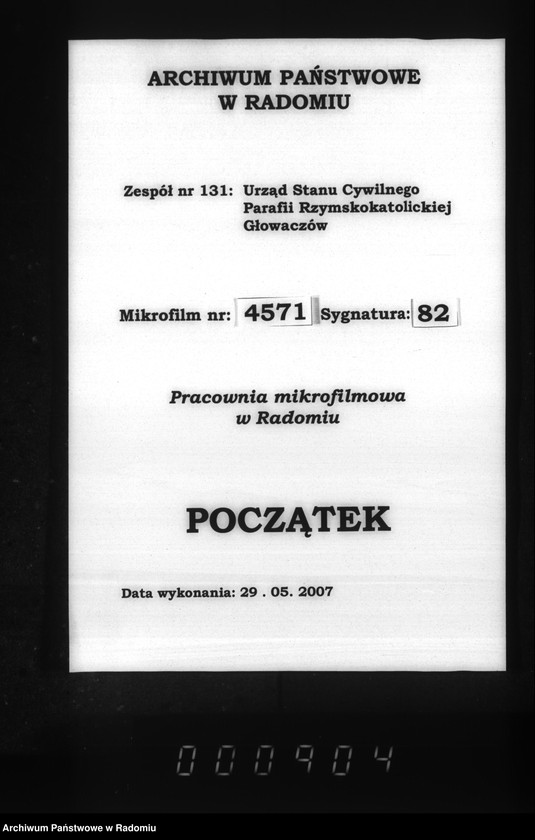 ARCHIWUM PAŃSTWOWE
W RADOMIU
Zespół nr 131: Urząd Stanu Cywilnego
Parafii Rzymskokatolickiej
Głowaczów
Mikrofilm nr: 4571 Sygnatura: 82
Pracownia mikrofilmowa
w Radomiu
POCZĄTEK
Data wykonania: 29 . 05. 2007
000904
Archiwum Państwowe w Radomiu